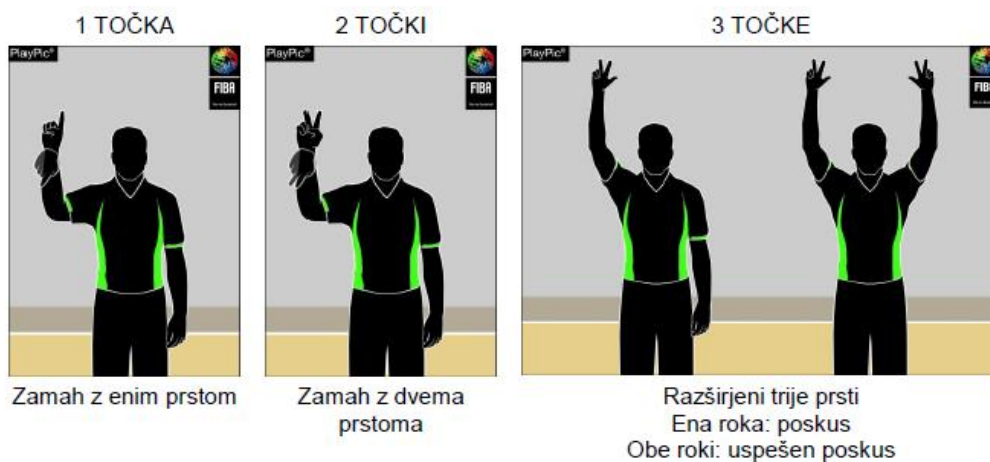 1 TOČKA
2 TOČKI
3 TOČKE
PlayPic®
FIBA
PlayPic®
FIBA
PlayPic®
FIBA
Zamah z enim prstom
Zamah z dvema
prstoma
Razširjeni trije prsti
Ena roka: poskus
Obe roki: uspešen poskus